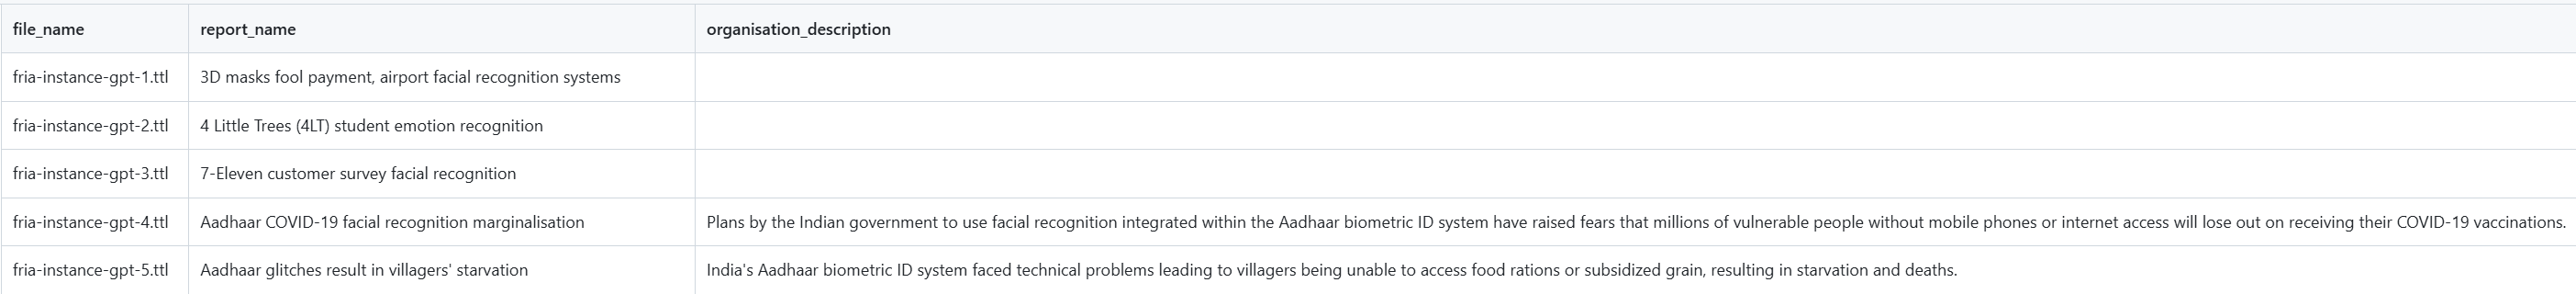 file_name report_name organisation_description
fria-instance-gpt-1.ttl 3D masks fool payment, airport facial recognition systems
fria-instance-gpt-2.ttl 4 Little Trees (4LT) student emotion recognition
fria-instance-gpt-3.ttl 7-Eleven customer survey facial recognition
fria-instance-gpt-4.ttl Aadhaar COVID-19 facial recognition marginalisation Plans by the Indian government to use facial recognition integrated within the Aadhaar biometric ID system have raised fears that millions of vulnerable people without mobile phones or internet access will lose out on receiving their COVID-19 vaccinations.
fria-instance-gpt-5.ttl Aadhaar glitches result in villagers' starvation India's Aadhaar biometric ID system faced technical problems leading to villagers being unable to access food rations or subsidized grain, resulting in starvation and deaths.